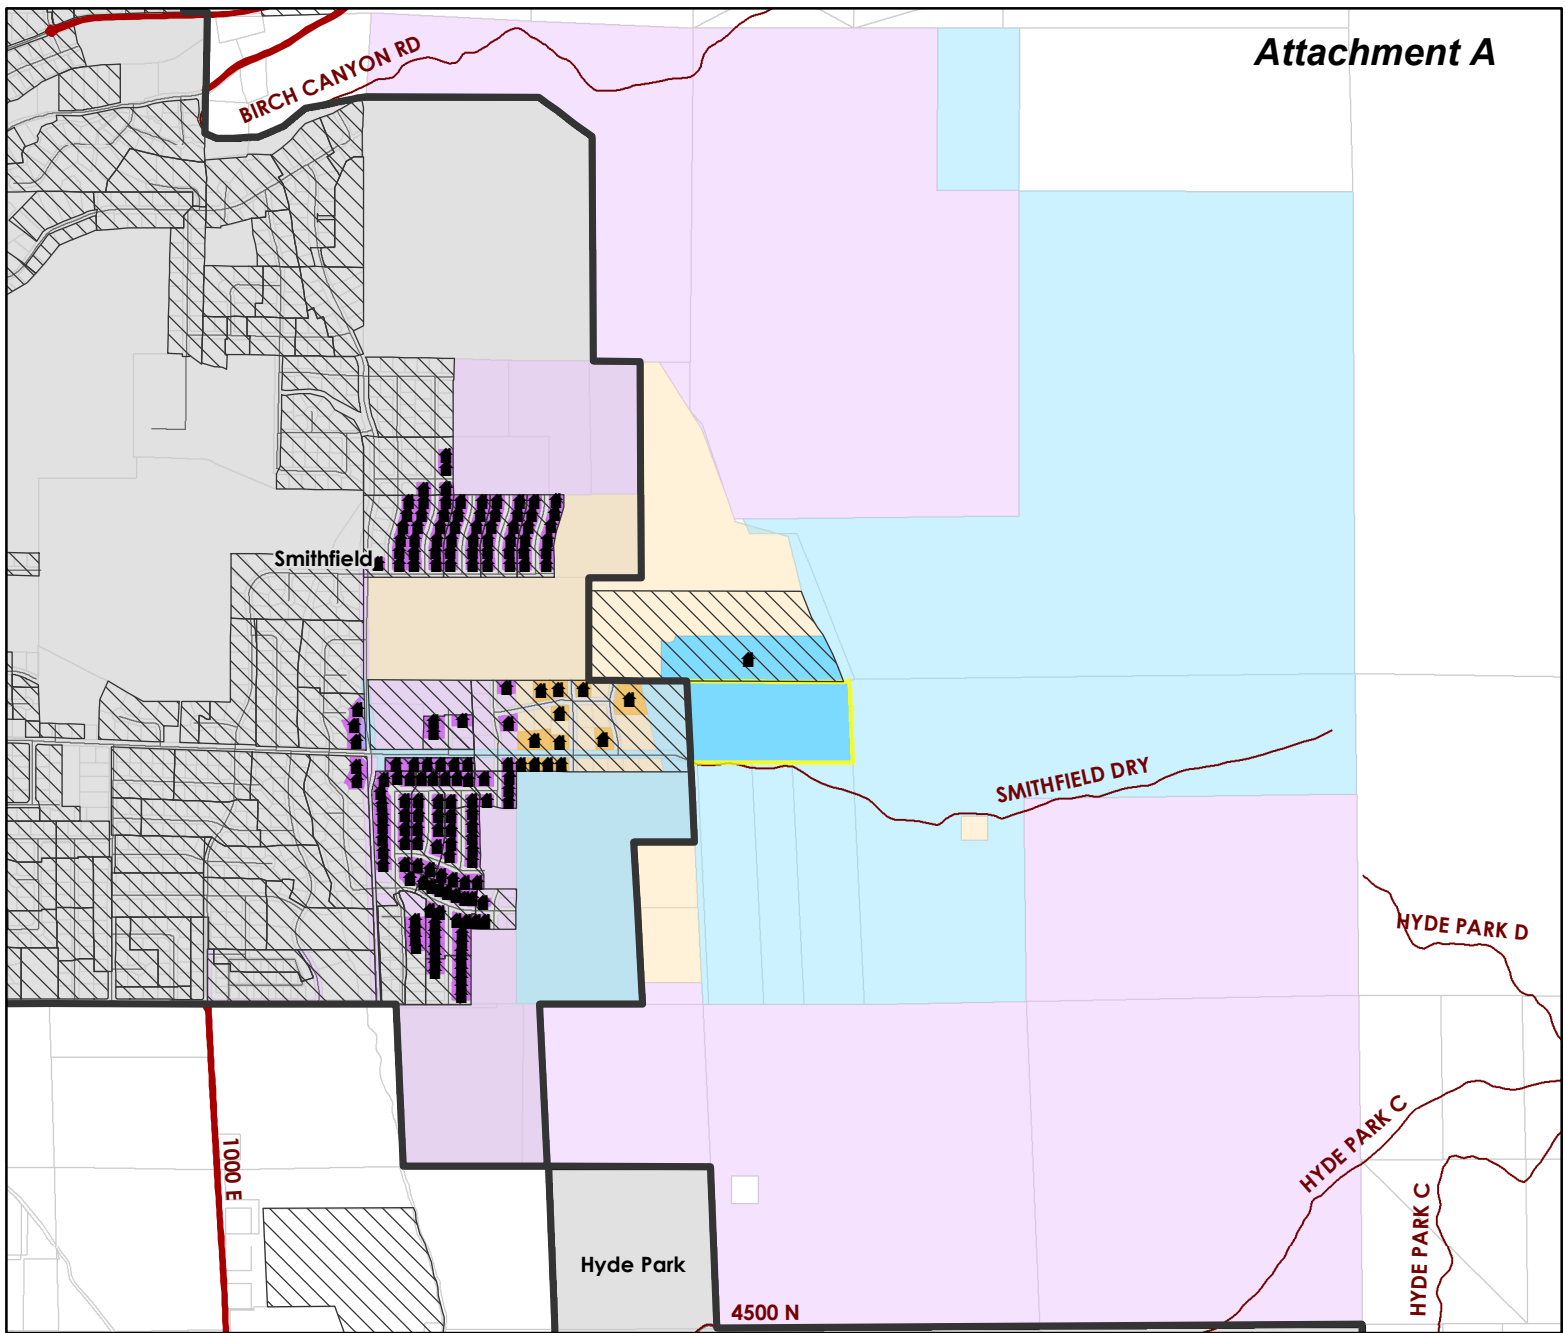 Attachment A
BIRCH CANYON RD
Smithfield
SMITHFIELD DRY
HYDE PARK D
HYDE PARK C
1000 E
HYDE PARK C
Hyde Park
4500 N